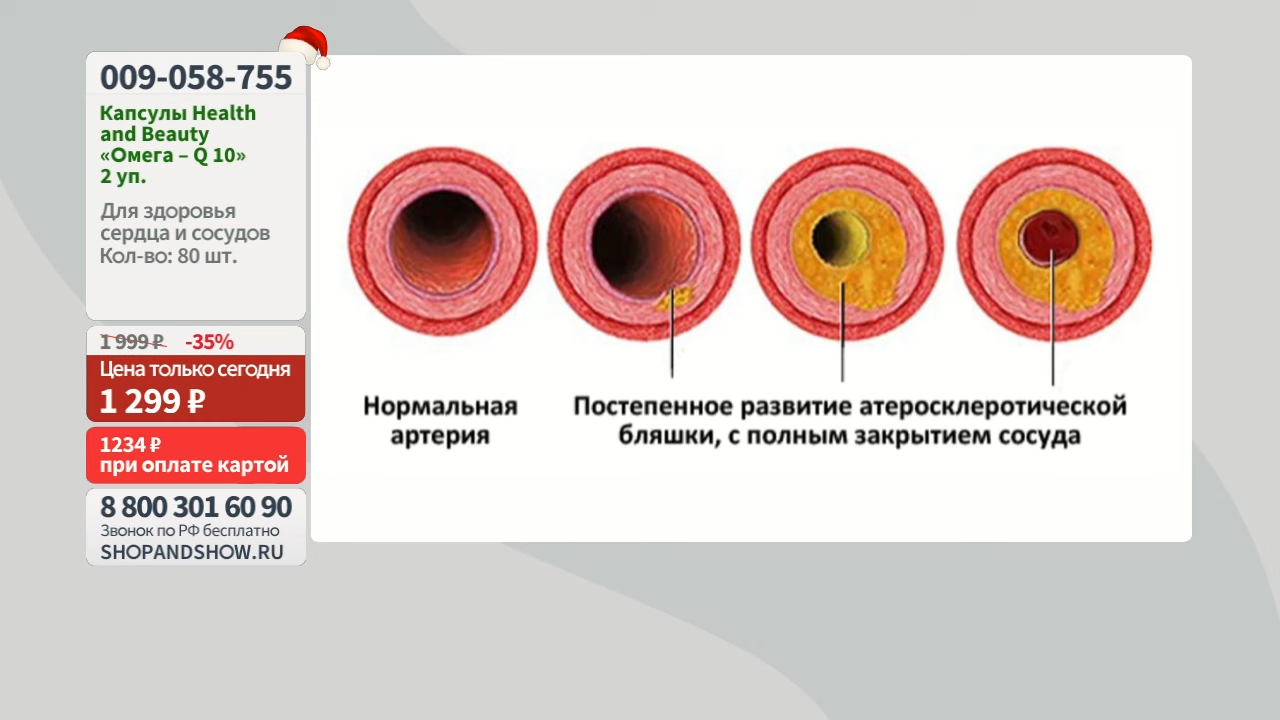 009-058-755
Капсулы Health
and Beauty
«Омега – Q 10»
2 уп.
Для здоровья
сердца и сосудов
Кол-во: 80 шт.
1 999 ₽ -35%
Цена только сегодня
1 299 ₽
1234 ₽
при оплате картой
8 800 301 60 90
Звонок по РФ бесплатно
SHOPANDSHOW.RU
Нормальная
артерия
Постепенное развитие атеросклеротической
бляшки, с полным закрытием сосуда